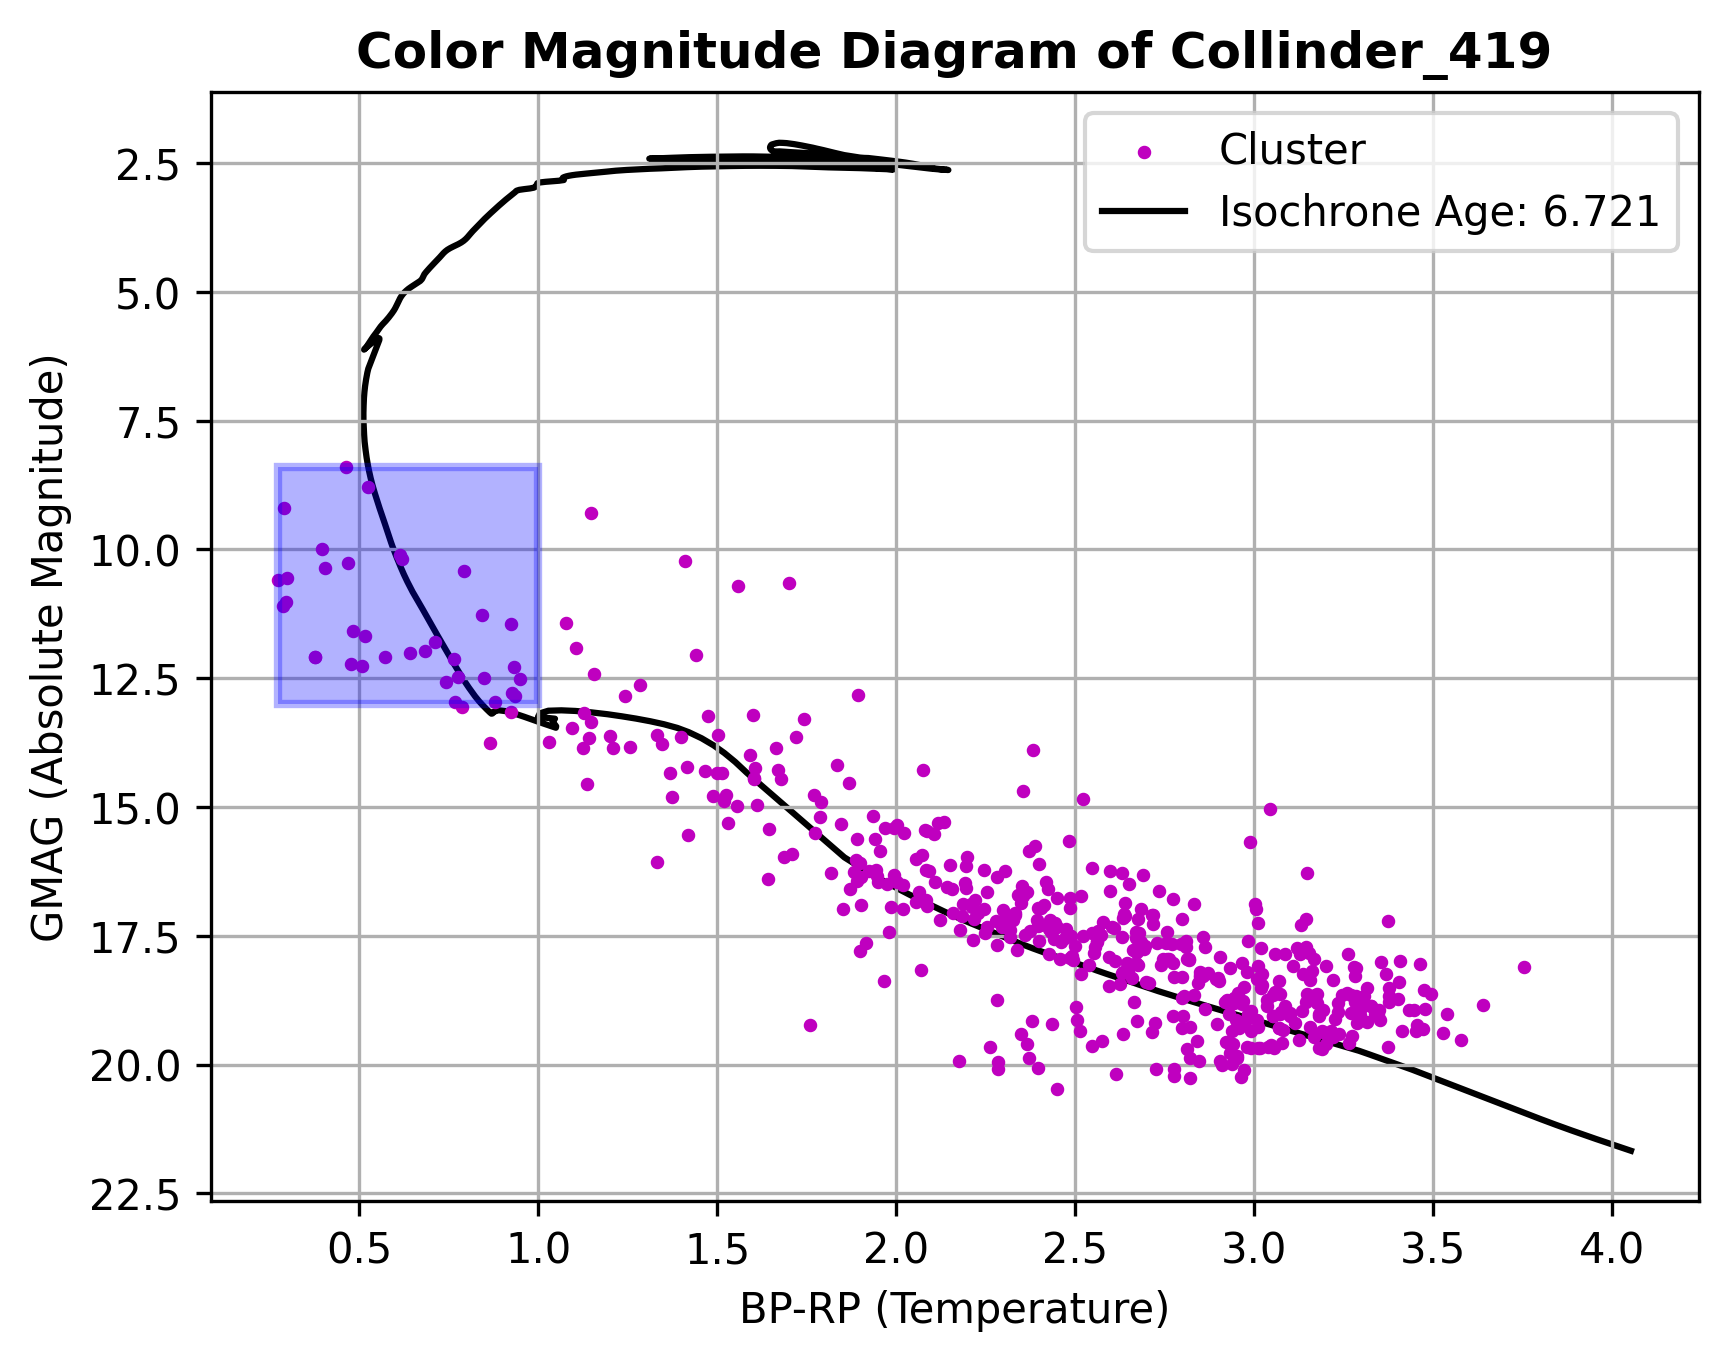 Color Magnitude Diagram of Collinder_419
Cluster
Isochrone Age: 6.721
GMAG (Absolute Magnitude)
2.5
5.0
7.5
10.0
12.5
15.0
17.5
20.0
22.5
0.5 1.0 1.5 2.0 2.5 3.0 3.5 4.0
BP-RP (Temperature)